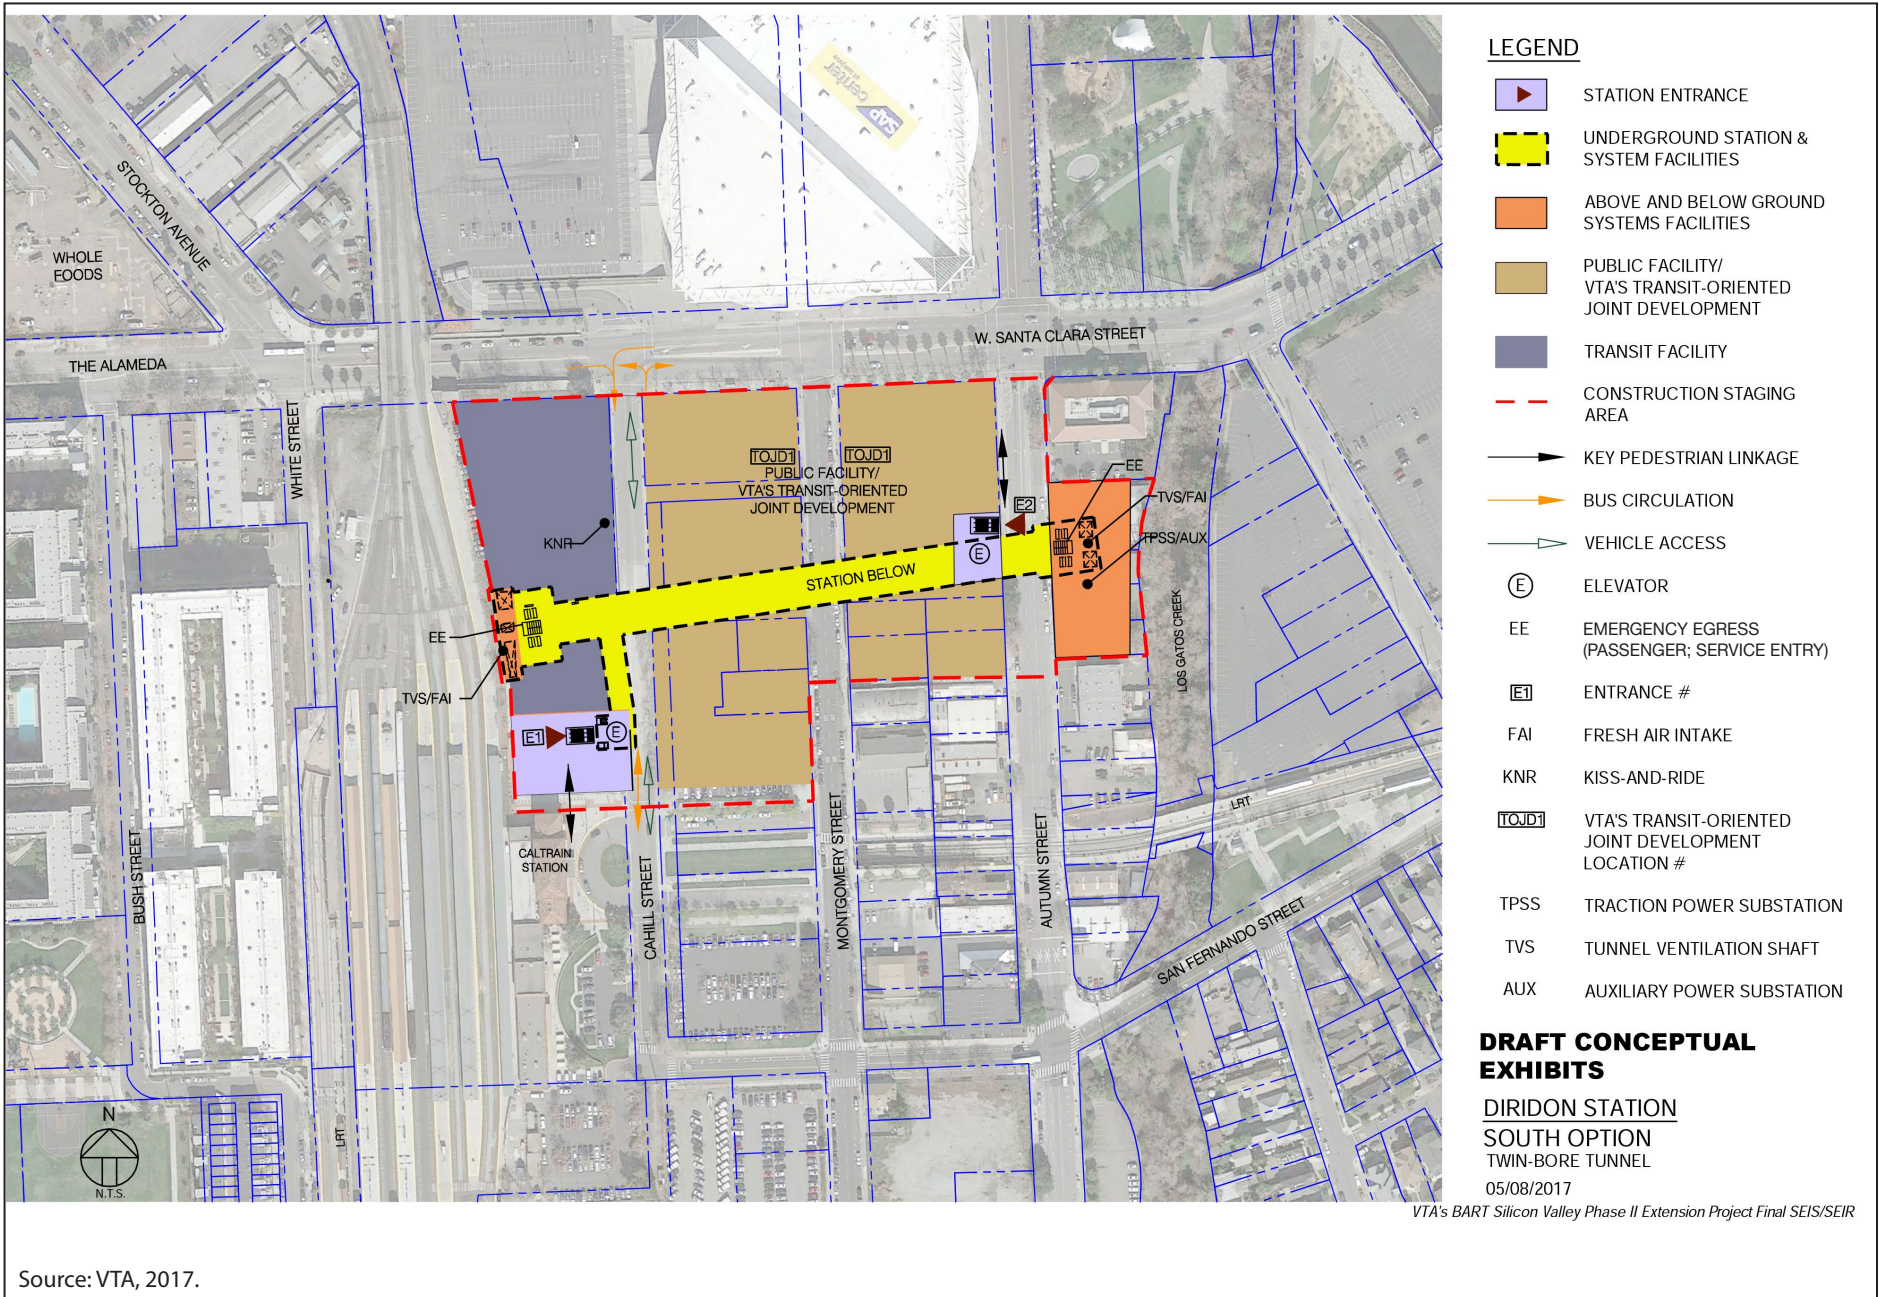 SAP
Center
at San Jose
STOCKTON AVENUE
WHOLE
FOODS
THE ALAMEDA
W. SANTA CLARA STREET
WHITE STREET
TOJD1
TOJD1
PUBLIC FACILITY/
VTA'S TRANSIT-ORIENTED
JOINT DEVELOPMENT
EE
E2
TVS/FAI
KNR
TPSS/AUX
E
STATION BELOW
EE
LOS GATOS CREEK
TVS/FAI
E1
E
LRT
CALTRAIN
STATION
BUSH STREET
CAHILL STREET
MONTGOMERY STREET
AUTUMN STREET
SAN FERNANDO STREET
LRT
N
N.T.S.
LEGEND
STATION ENTRANCE
UNDERGROUND STATION &
SYSTEM FACILITIES
ABOVE AND BELOW GROUND
SYSTEMS FACILITIES
PUBLIC FACILITY/
VTA'S TRANSIT-ORIENTED
JOINT DEVELOPMENT
TRANSIT FACILITY
CONSTRUCTION STAGING
AREA
KEY PEDESTRIAN LINKAGE
BUS CIRCULATION
VEHICLE ACCESS
E ELEVATOR
EE EMERGENCY EGRESS
(PASSENGER; SERVICE ENTRY)
E1 ENTRANCE #
FAI FRESH AIR INTAKE
KNR KISS-AND-RIDE
TOJD1 VTA'S TRANSIT-ORIENTED
JOINT DEVELOPMENT
LOCATION #
TPSS TRACTION POWER SUBSTATION
TVS TUNNEL VENTILATION SHAFT
AUX AUXILIARY POWER SUBSTATION
DRAFT CONCEPTUAL
EXHIBITS
DIRIDON STATION
SOUTH OPTION
TWIN-BORE TUNNEL
05/08/2017
VTA's BART Silicon Valley Phase II Extension Project Final SEIS/SEIR
Source: VTA, 2017.